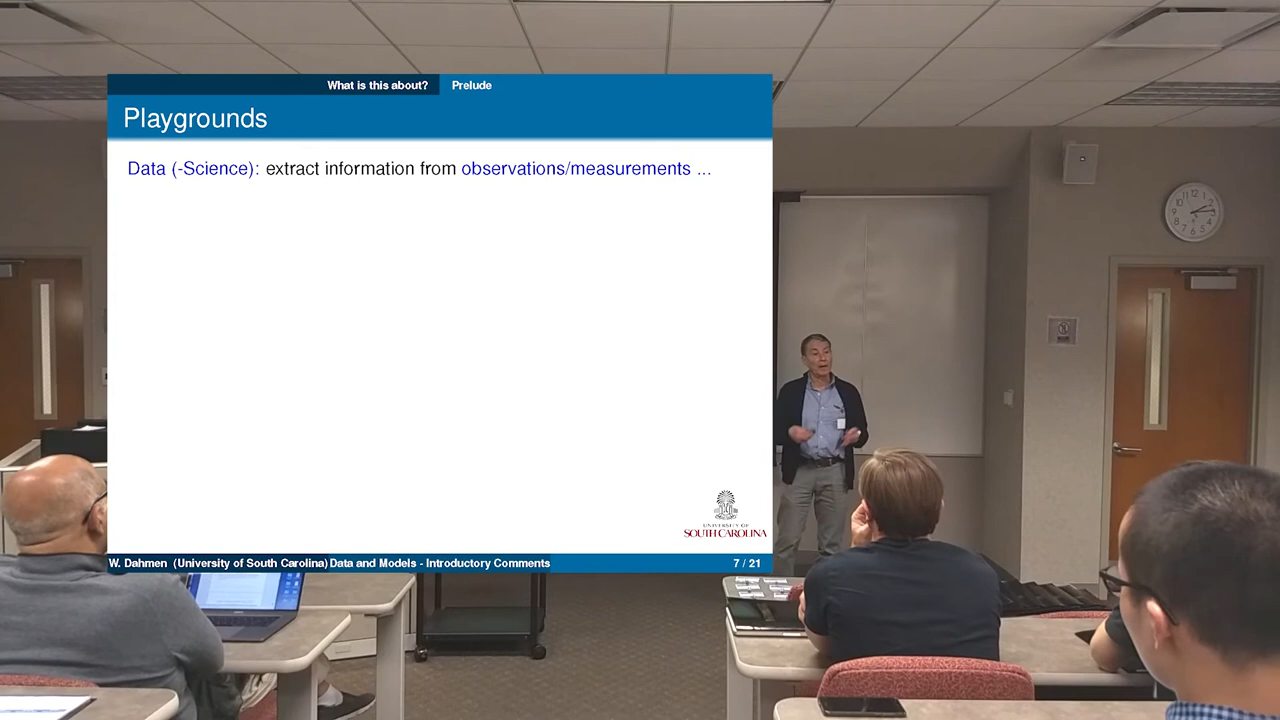 What is this about? Prelude
Playgrounds
Data (-Science): extract information from observations/measurements ...
UNIVERSITY OF
SOUTH CAROLINA
W. Dahmen (University of South Carolina) Data and Models - Introductory Comments 7 / 21